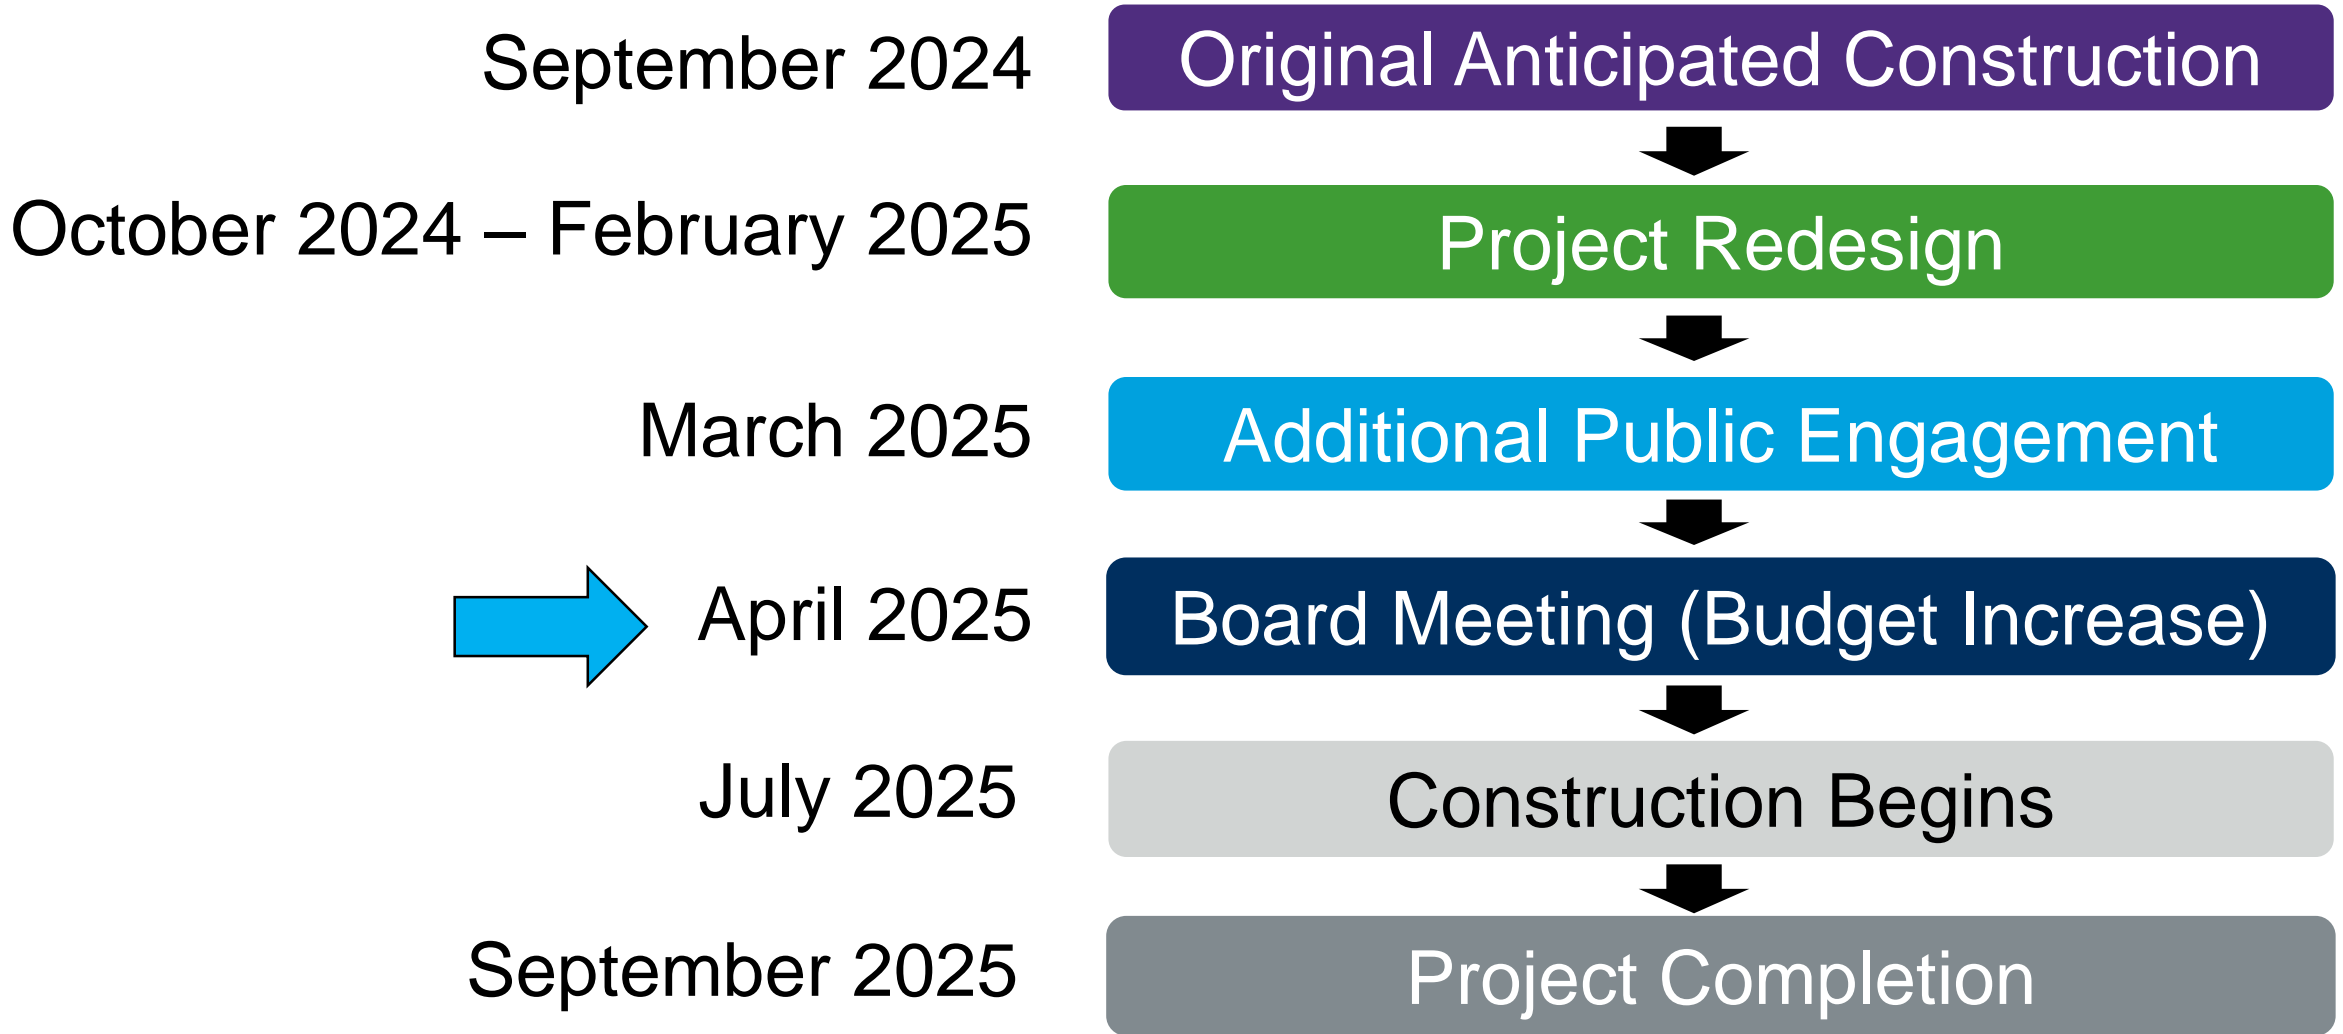 September 2024
Original Anticipated Construction
October 2024 – February 2025
Project Redesign
March 2025
Additional Public Engagement
April 2025
Board Meeting (Budget Increase)
July 2025
Construction Begins
September 2025
Project Completion